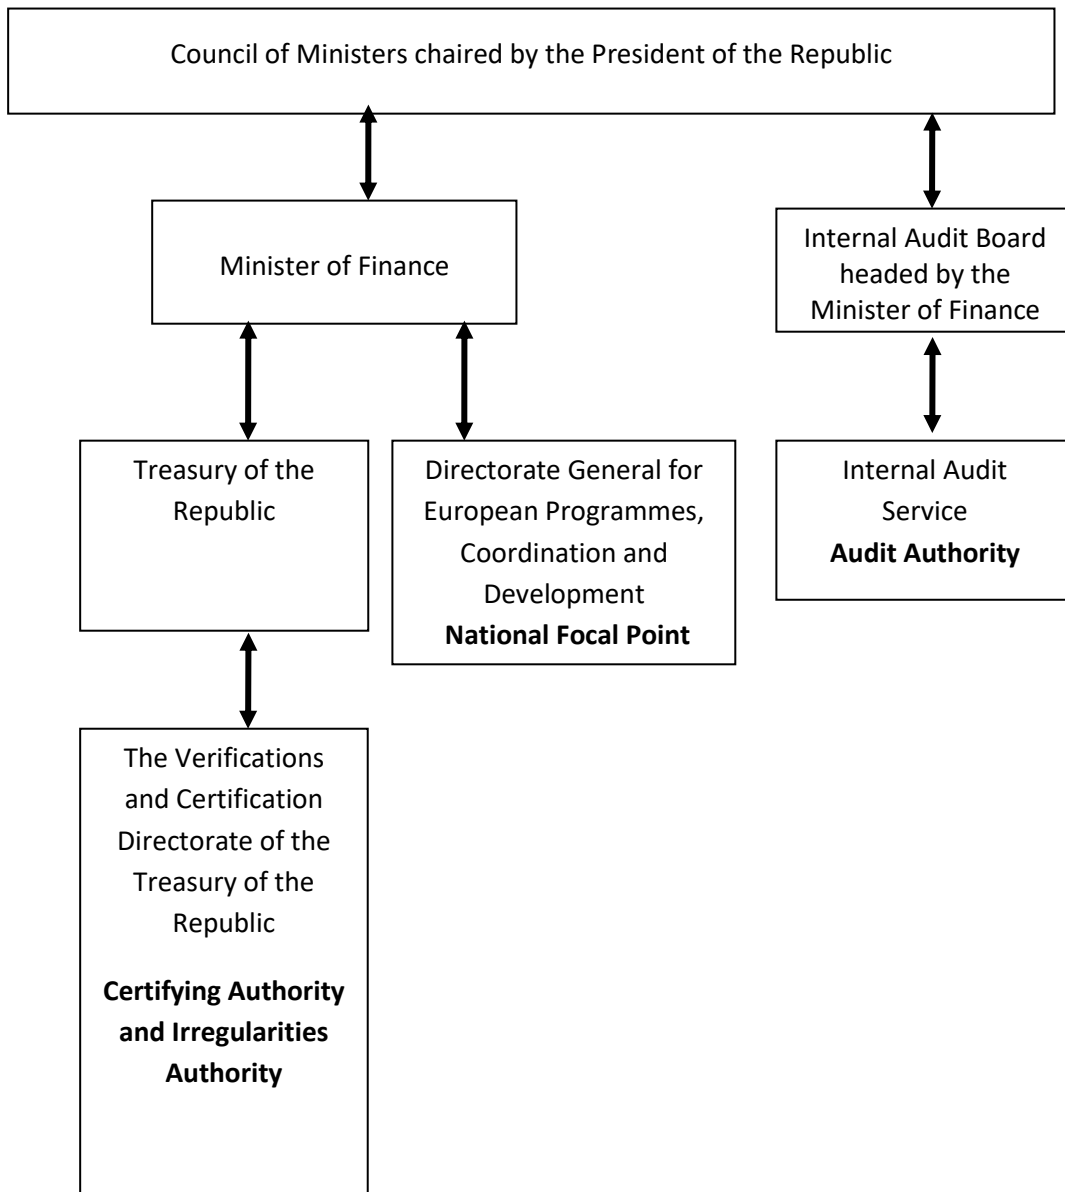 Council of Ministers chaired by the President of the Republic
Minister of Finance
Internal Audit Board
headed by the
Minister of Finance
Treasury of the
Republic
Directorate General for
European Programmes,
Coordination and
Development
National Focal Point
Internal Audit
Service
Audit Authority
The Verifications
and Certification
Directorate of the
Treasury of the
Republic
Certifying Authority
and Irregularities
Authority